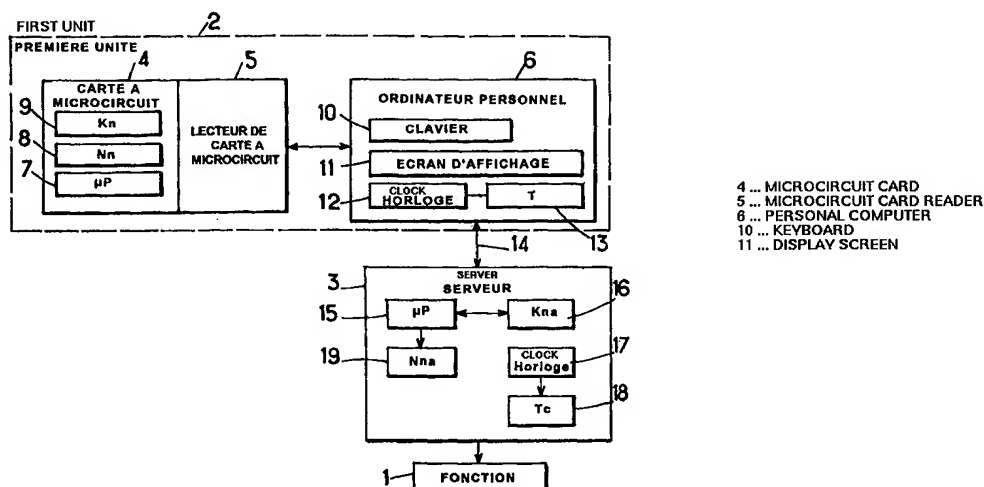 FIRST UNIT
2
PREMIERE UNITE
4
5
6
CARTE A
MICROCIRCUIT
9
Kn
8
Nn
7
µP
LECTEUR DE
CARTE A
MICROCIRCUIT
ORDINATEUR PERSONNEL
10
CLAVIER
11
ECRAN D'AFFICHAGE
12
CLOCK
HORLOGE
T
13
14
4 ... MICROCIRCUIT CARD
5 ... MICROCIRCUIT CARD READER
6 ... PERSONAL COMPUTER
10 ... KEYBOARD
11 ... DISPLAY SCREEN
3
SERVER
SERVEUR
16
15
µP
Kna
17
19
Nna
CLOCK
Horloge
18
Tc
1
FONCTION